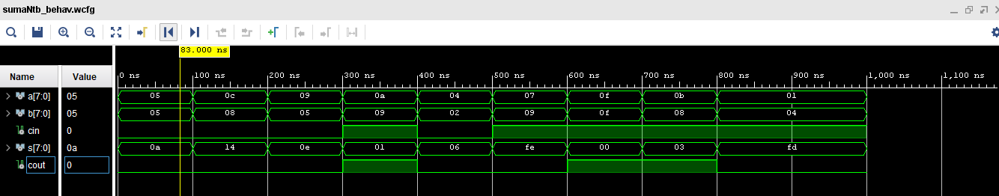 sumaNtb_behav.wcfg
83.000 ns
Name Value
0 ns 100 ns 200 ns 300 ns 400 ns 500 ns 600 ns 700 ns 800 ns 900 ns 1,000 ns 1,100 ns
a[7:0] 05 05 0c 09 0a 04 07 0f 0b 01
b[7:0] 05 05 08 05 09 02 09 0f 08 04
cin 0
s[7:0] 0a 0a 14 0e 01 06 fe 00 03 fd
cout 0